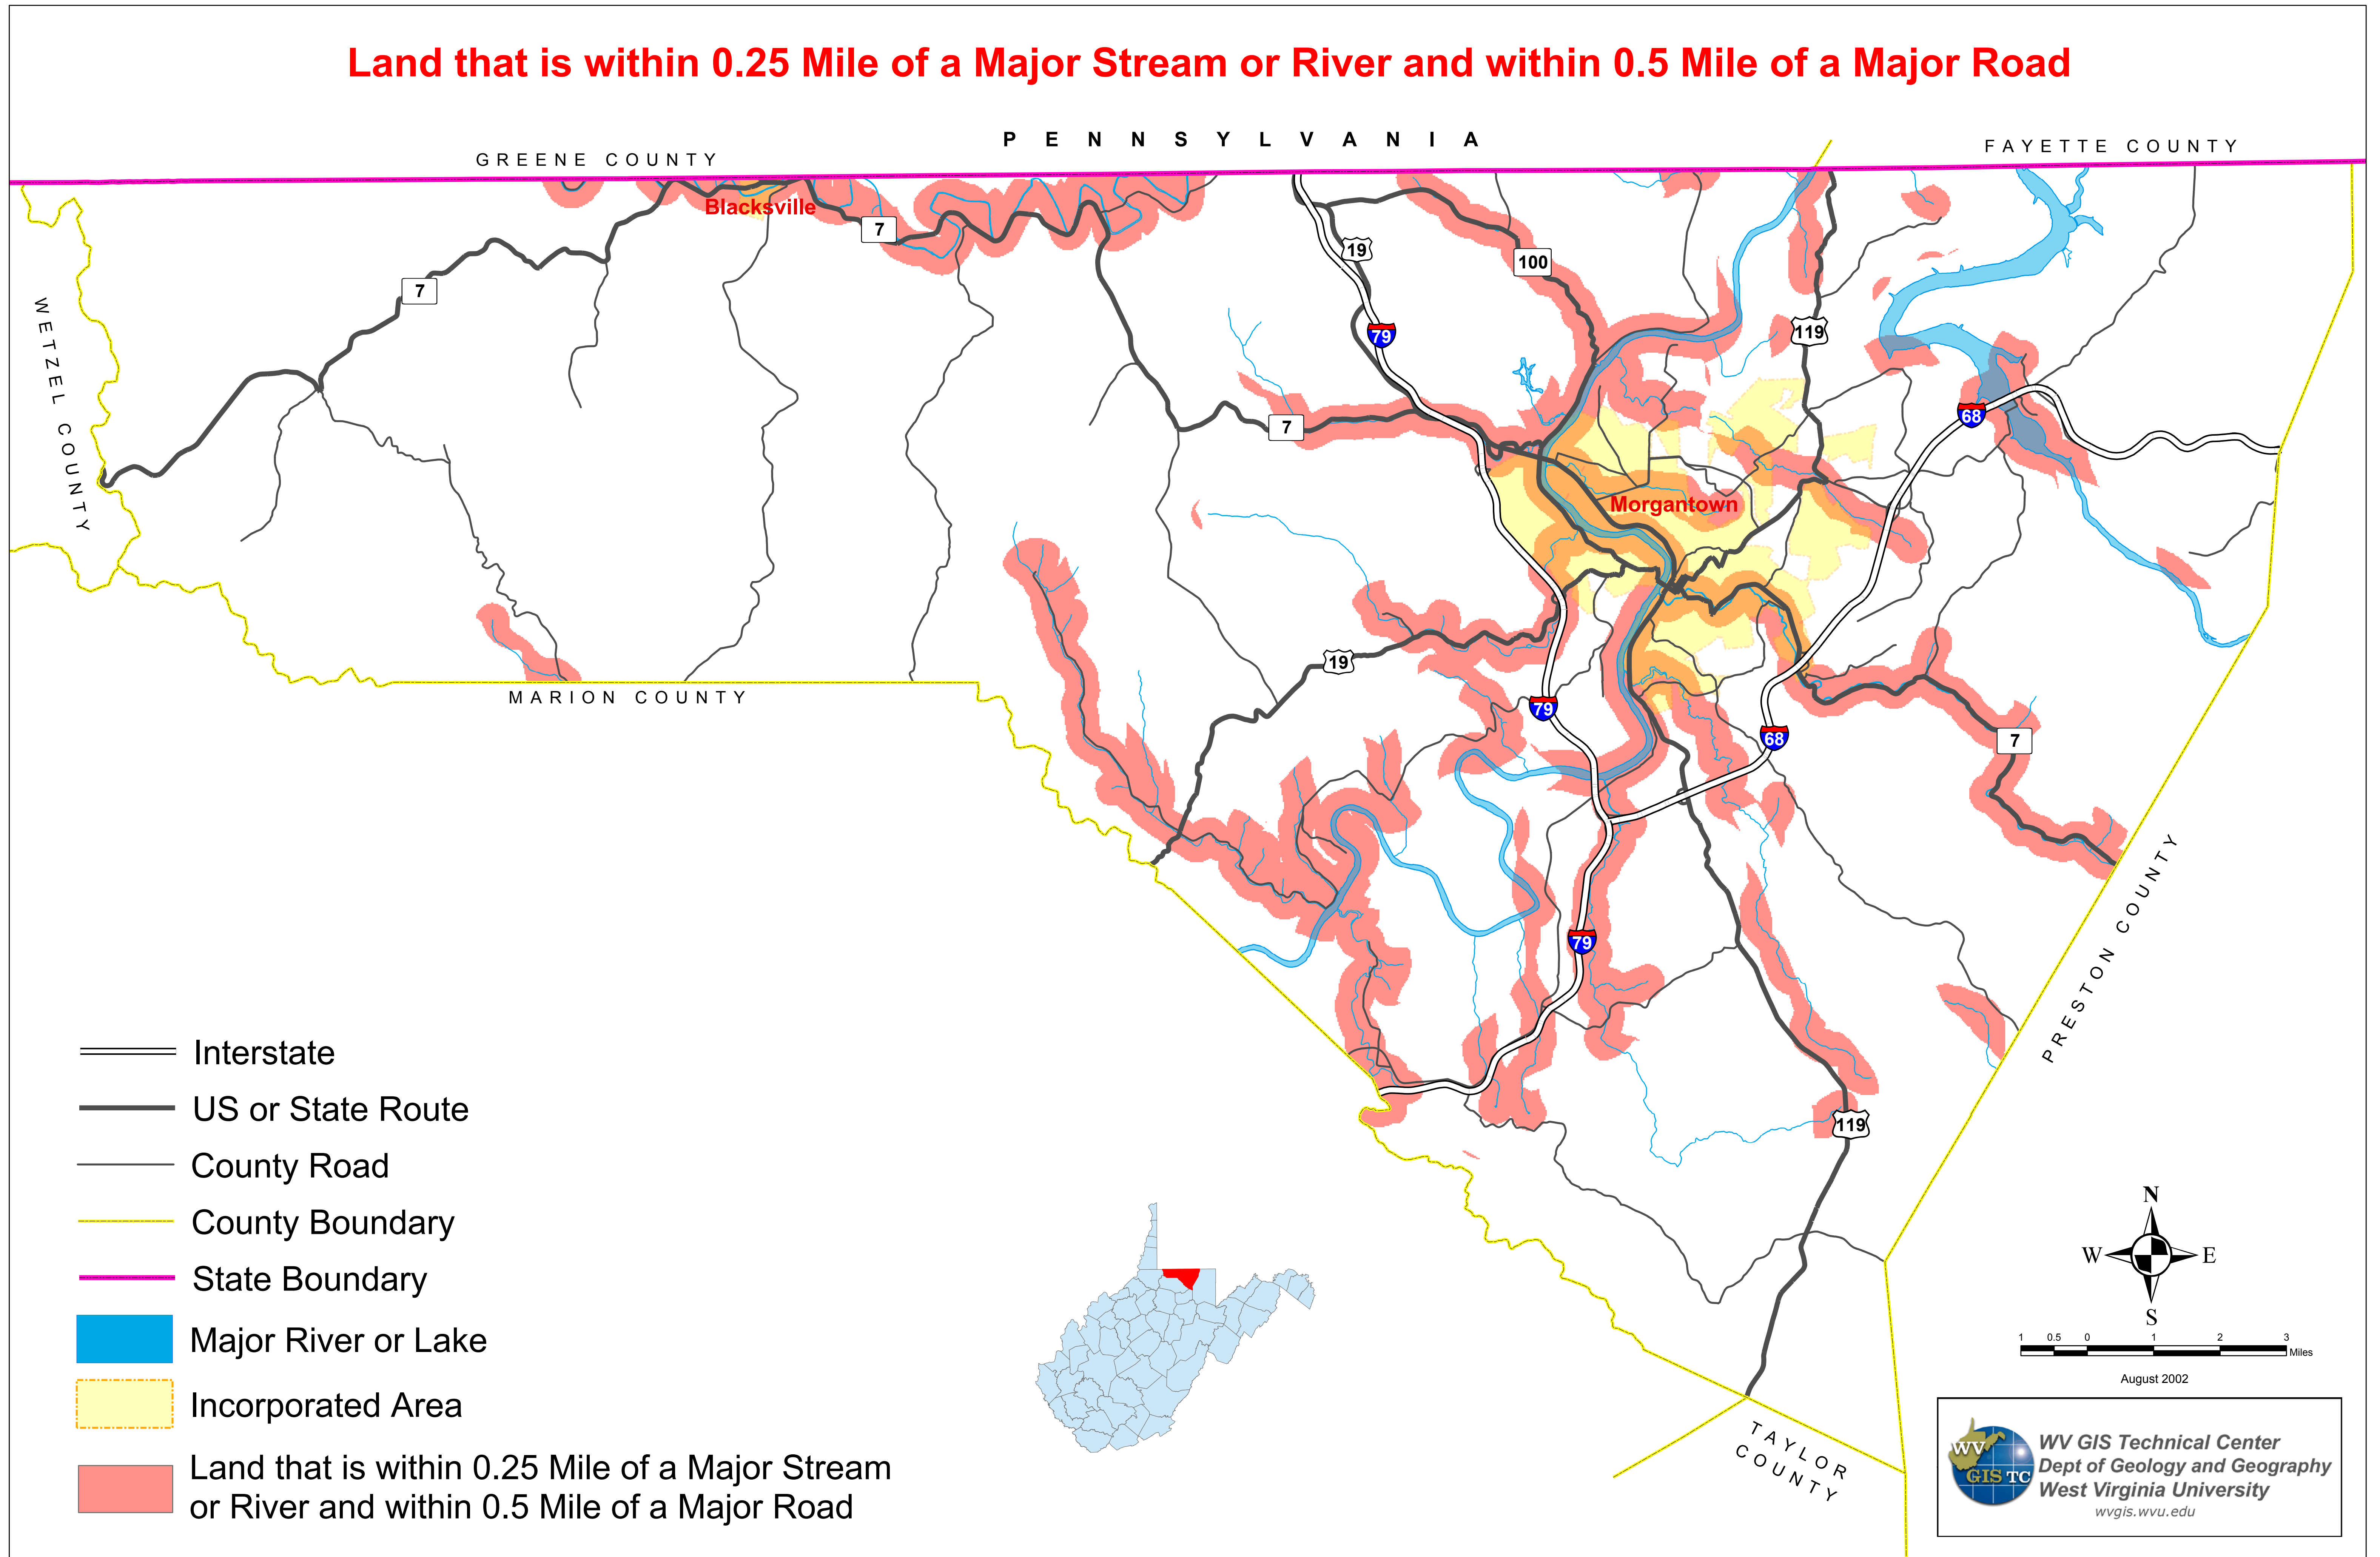 Land that is within 0.25 Mile of a Major Stream or River and within 0.5 Mile of a Major Road
PENNSYLVANIA
GREENE COUNTY
FAYETTE COUNTY
Blacksville
7
19
100
7
WETZEL COUNTY
79
119
68
7
Morgantown
19
MARION COUNTY
79
68
7
PRESTON COUNTY
79
119
Interstate
US or State Route
County Road
County Boundary
State Boundary
Major River or Lake
Incorporated Area
Land that is within 0.25 Mile of a Major Stream
or River and within 0.5 Mile of a Major Road
N
W E
S
1 0.5 0 1 2 3
Miles
August 2002
TAYLOR
COUNTY
WV
GIS TC
WV GIS Technical Center
Dept of Geology and Geography
West Virginia University
wvgis.wvu.edu